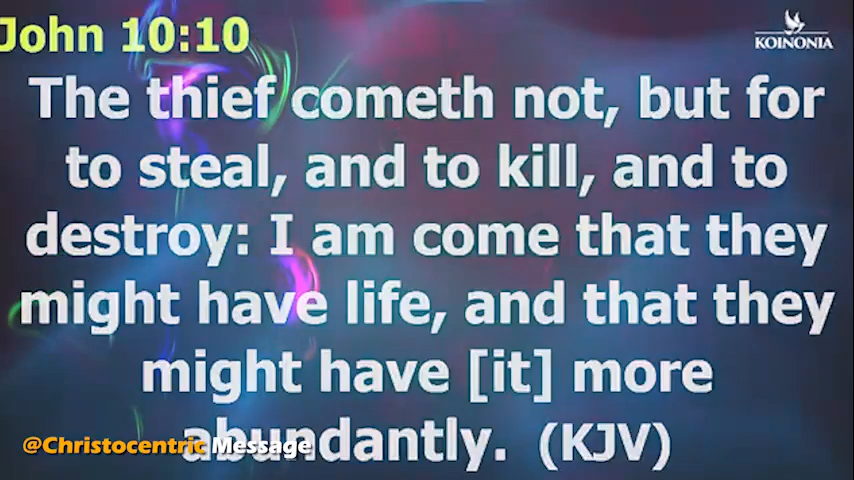 John 10:10
KOINONIA
The thief cometh not, but for
to steal, and to kill, and to
destroy: I am come that they
might have life, and that they
might have [it] more
abundantly. (KJV)
@Christocentric Message